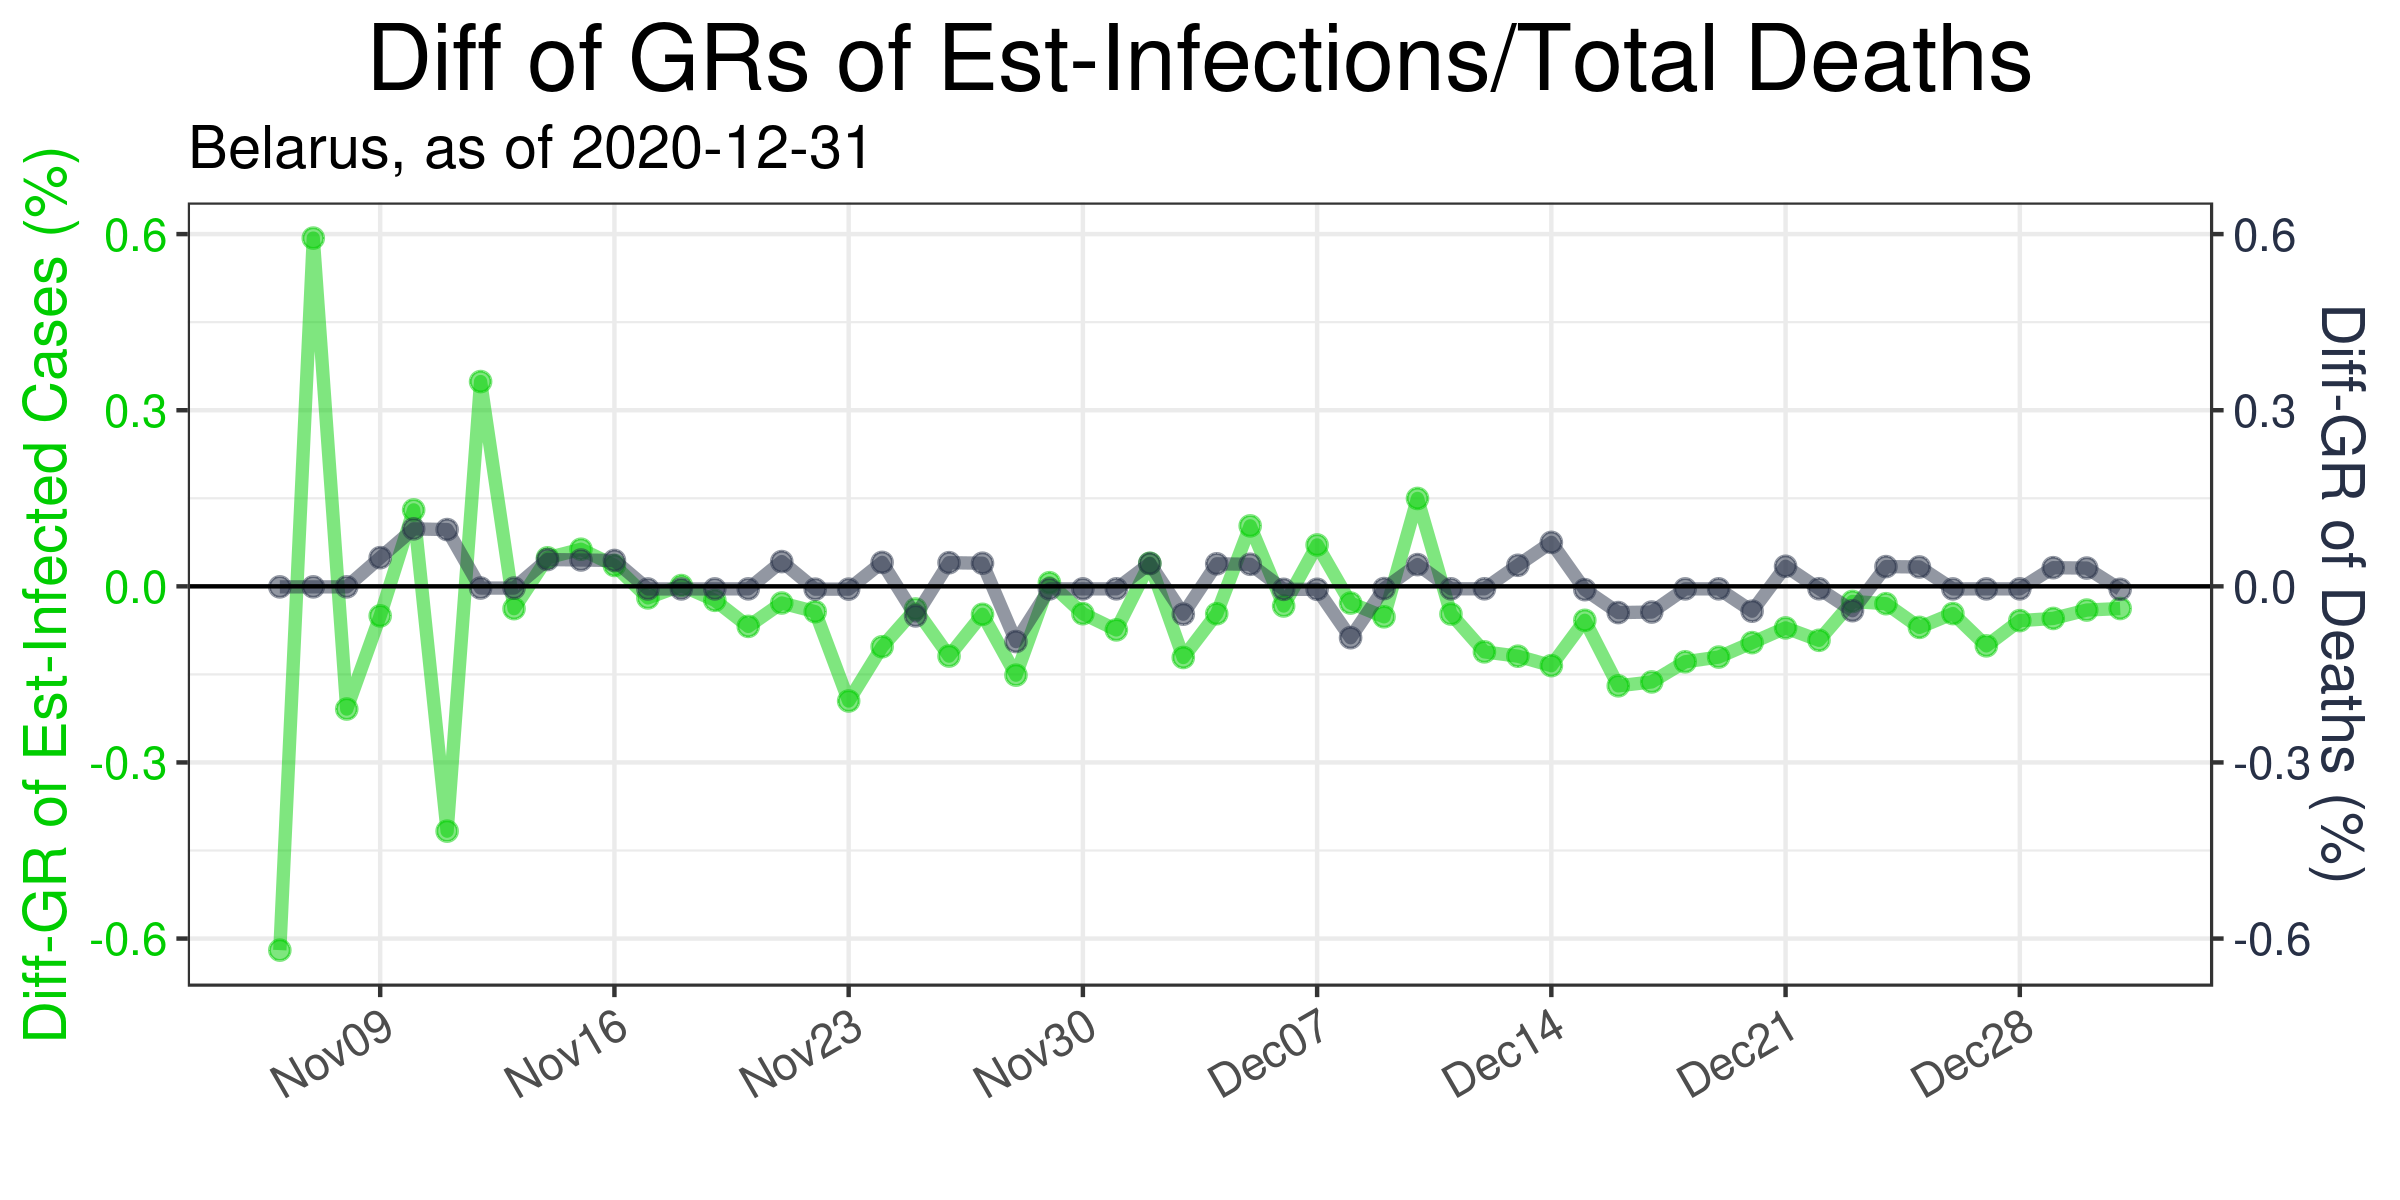 Diff of GRs of Est-Infections/Total Deaths
Belarus, as of 2020-12-31
Diff-GR of Est-Infected Cases (%)
0.6
0.3
0.0
-0.3
-0.6
0.6
0.3
0.0
-0.3
-0.6
Diff-GR of Deaths (%)
Nov09
Nov16
Nov23
Nov30
Dec07
Dec14
Dec21
Dec28